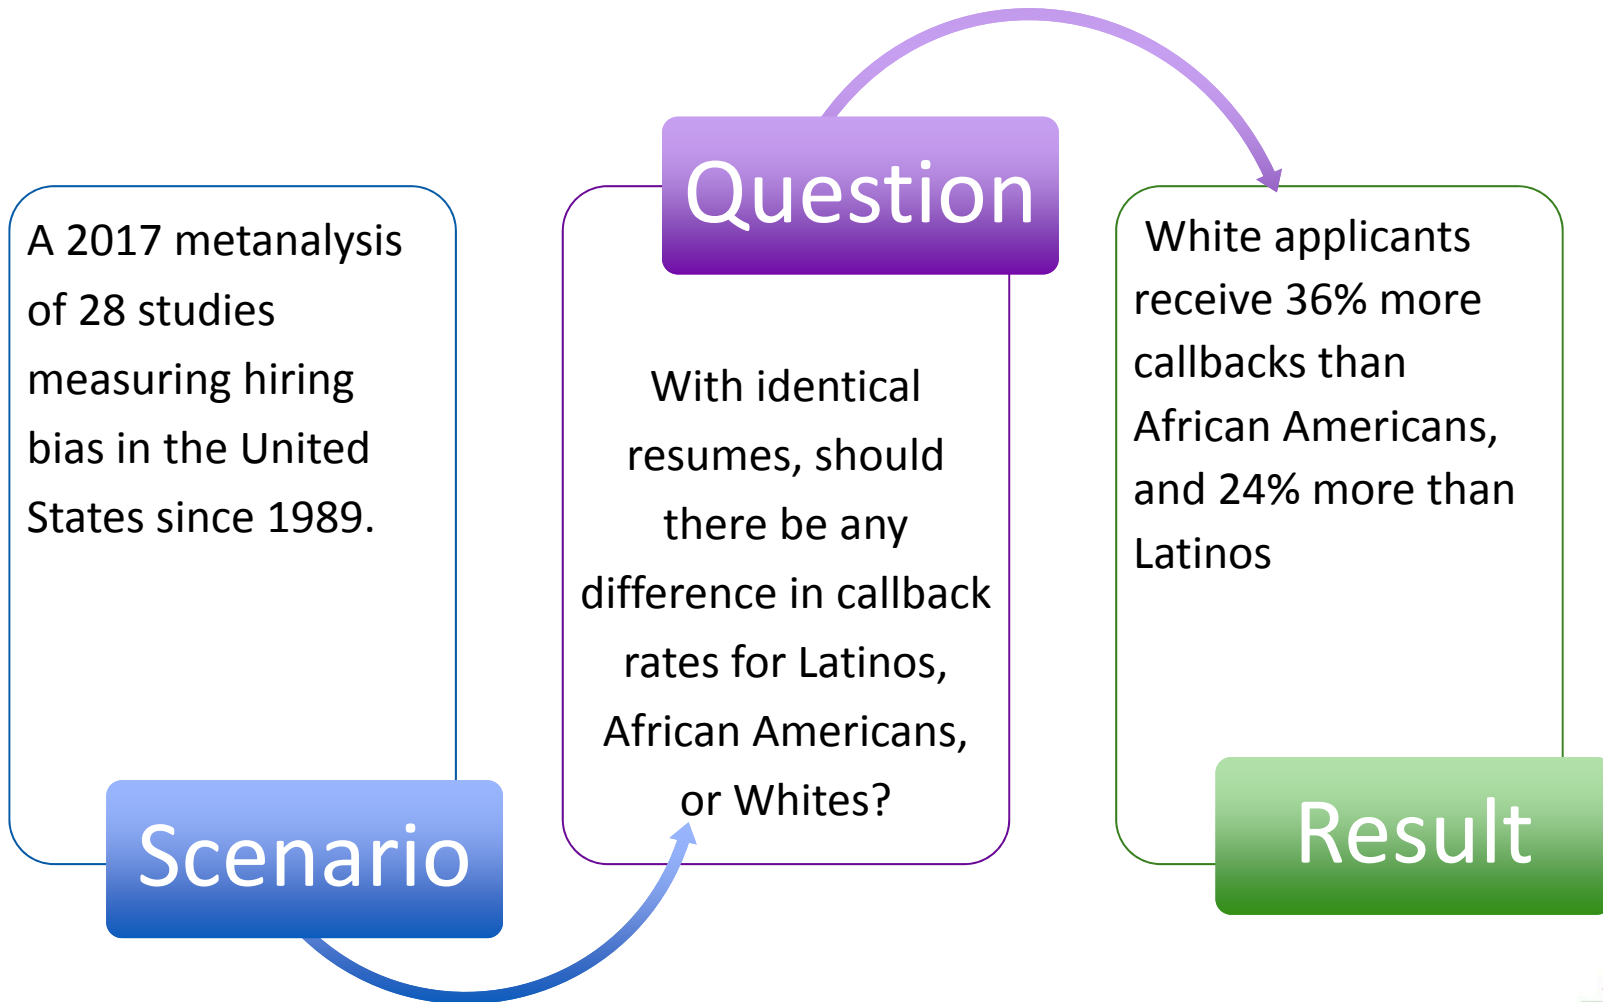 A 2017 metanalysis
of 28 studies
measuring hiring
bias in the United
States since 1989.
Scenario
Question
With identical
resumes, should
there be any
difference in callback
rates for Latinos,
African Americans,
or Whites?
White applicants
receive 36% more
callbacks than
African Americans,
and 24% more than
Latinos
Result